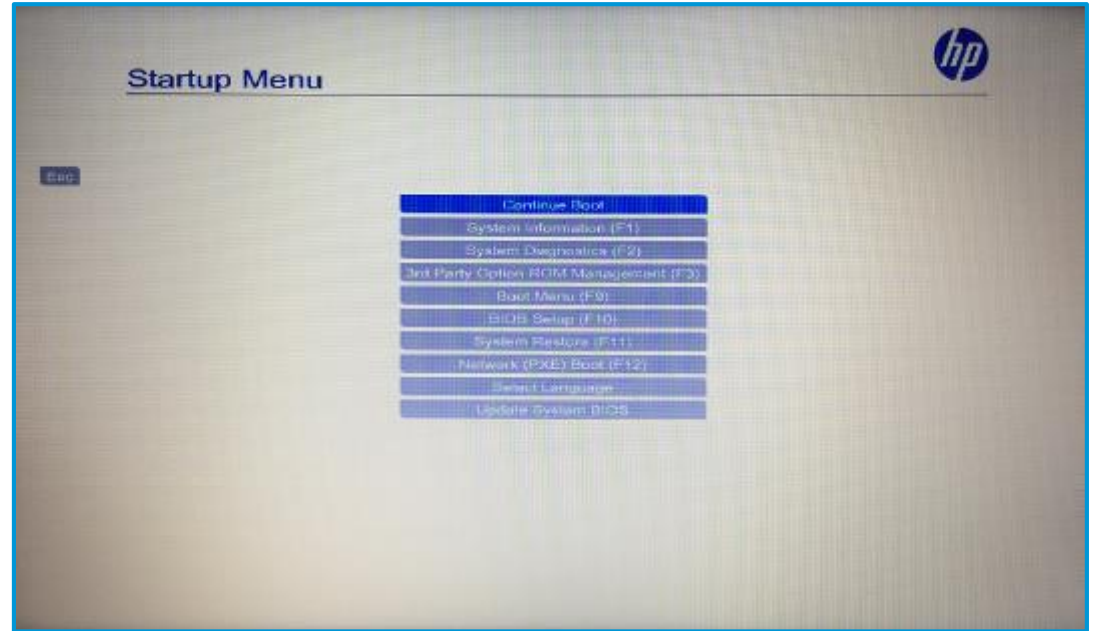 hp
Startup Menu
Esc
Continue Boot
System Information (F1)
System Diagnostics (F2)
3rd Party Option ROM Management (F3)
Boot Menu (F9)
BIOS Setup (F10)
System Restore (F11)
Network (PXE) Boot (F12)
Select Language
Update System BIOS